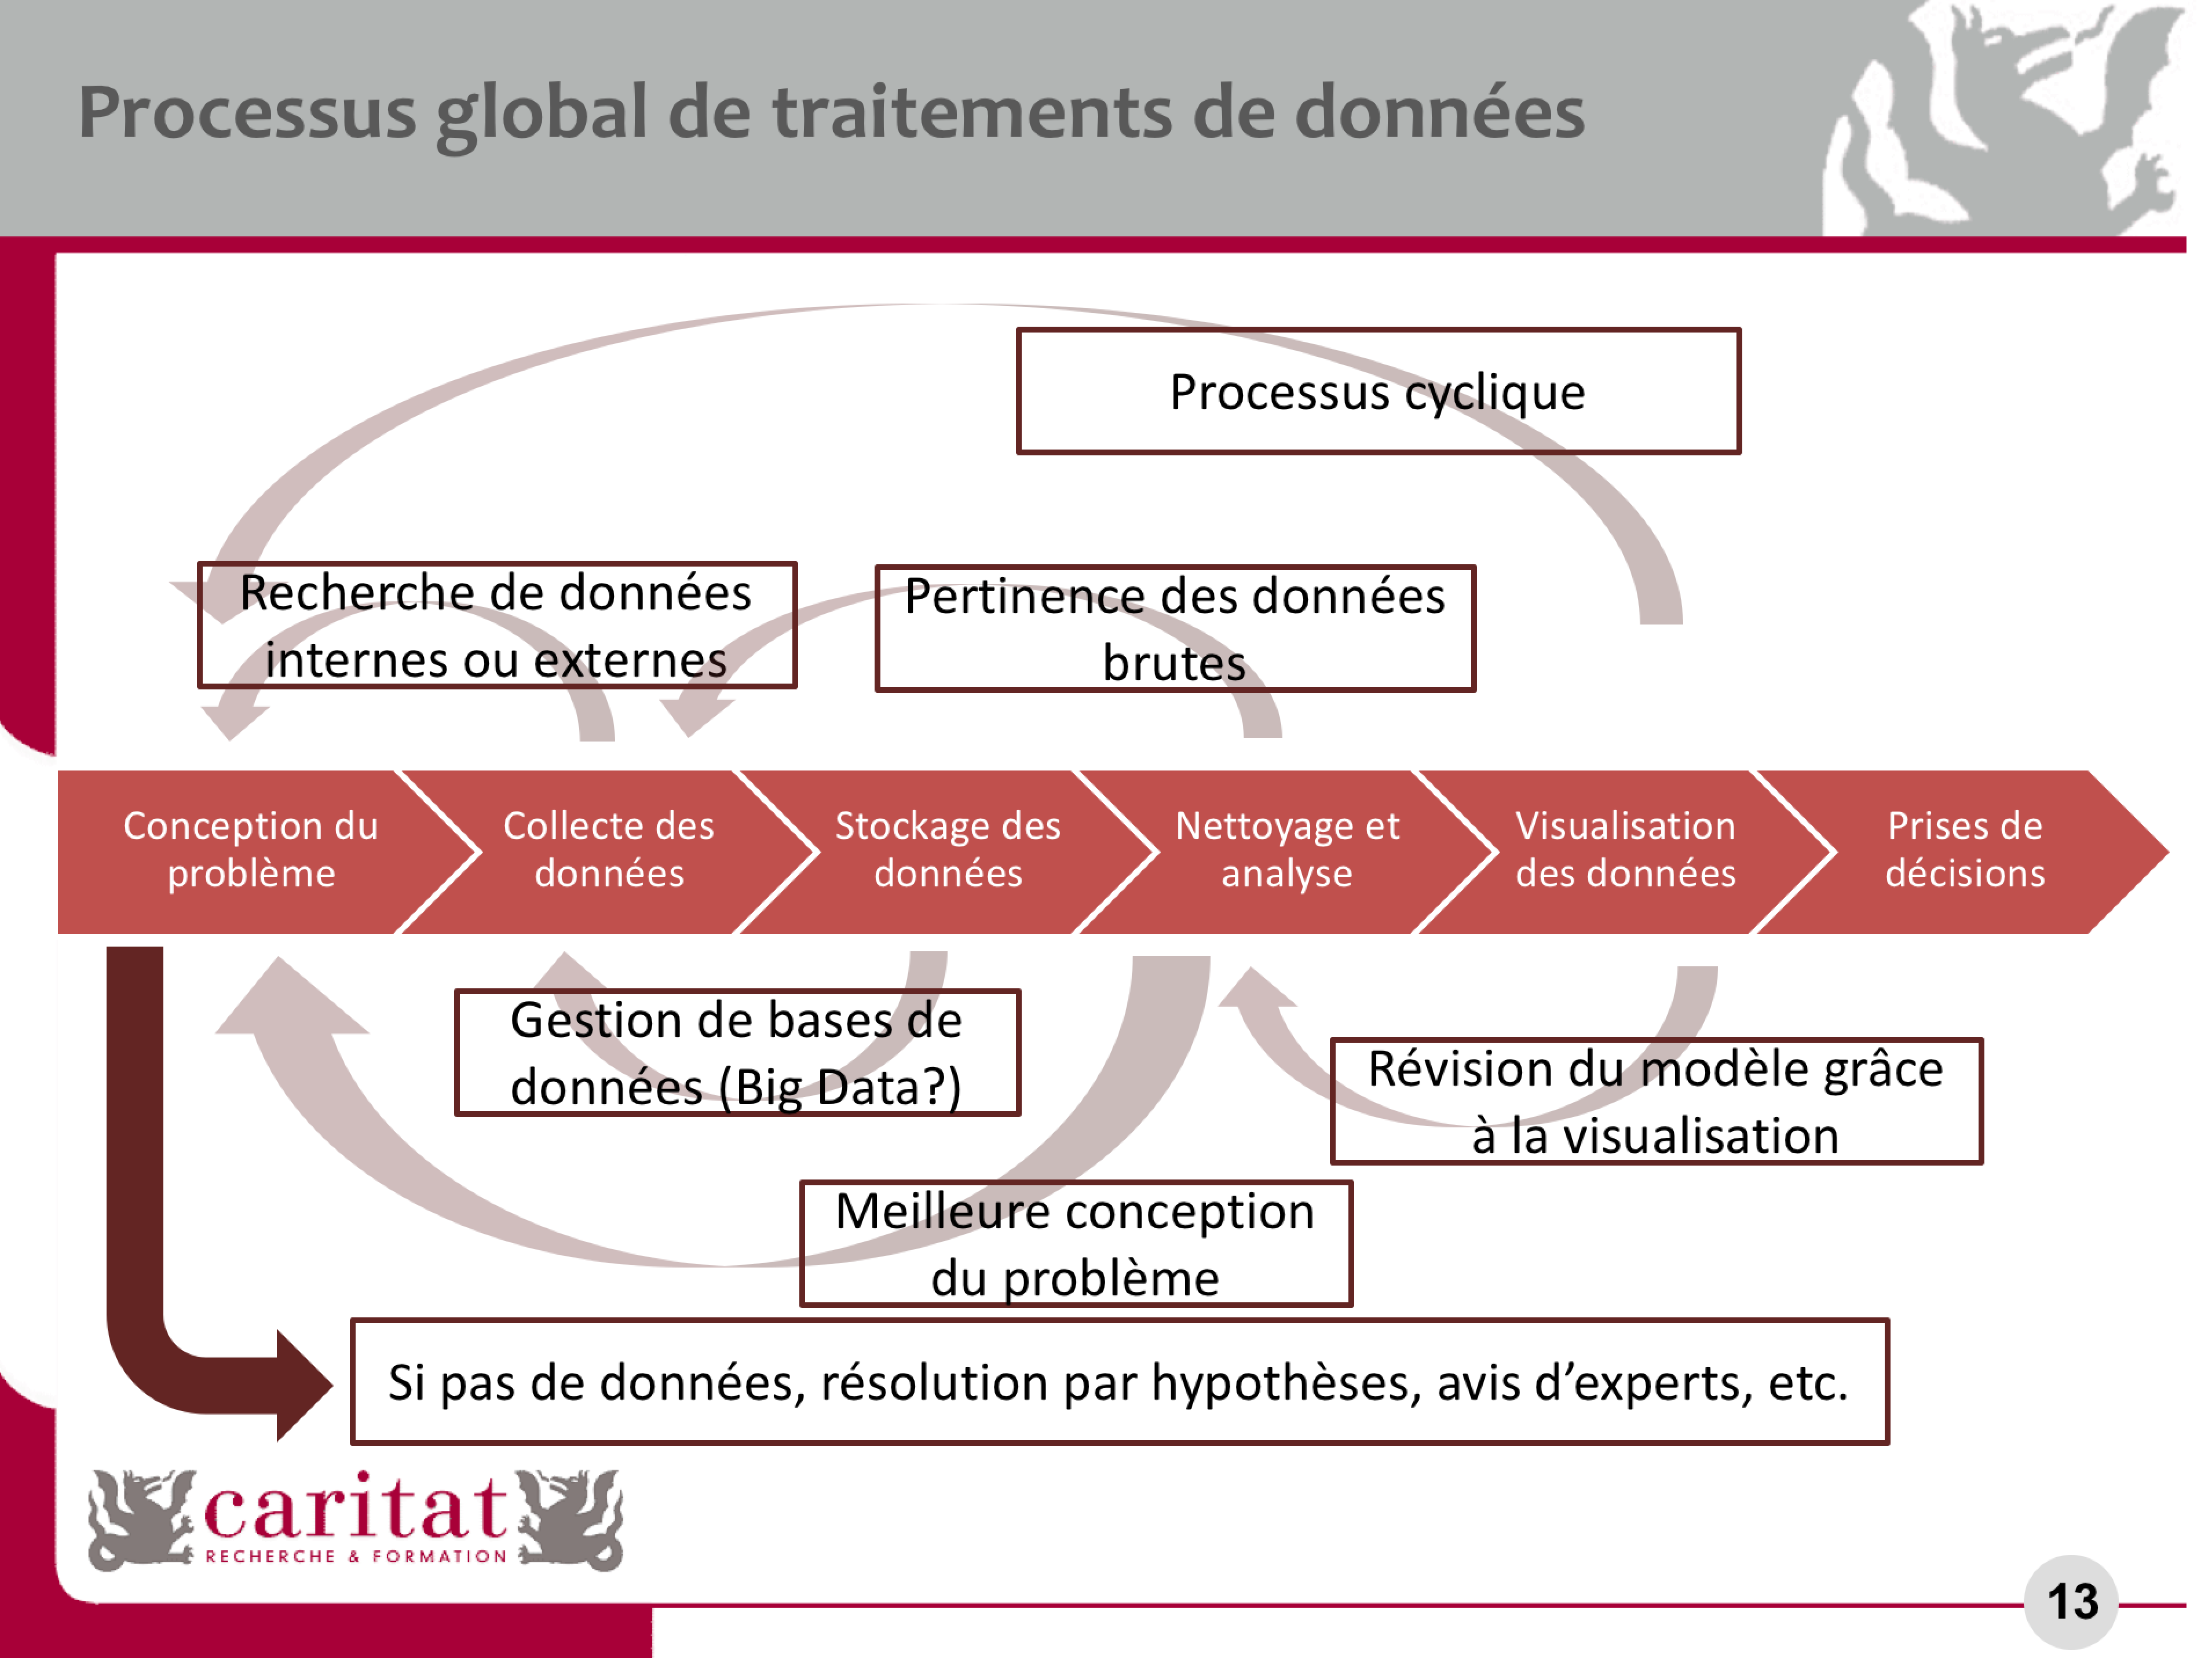 Processus global de traitements de données
Processus cyclique
Recherche de données
internes ou externes
Pertinence des données
brutes
Conception du
problème
Collecte des
données
Stockage des
données
Nettoyage et
analyse
Visualisation
des données
Prises de
décisions
Gestion de bases de
données (Big Data?)
Révision du modèle grâce
à la visualisation
Meilleure conception
du problème
Si pas de données, résolution par hypothèses, avis d’experts, etc.
caritat
RECHERCHE & FORMATION
13